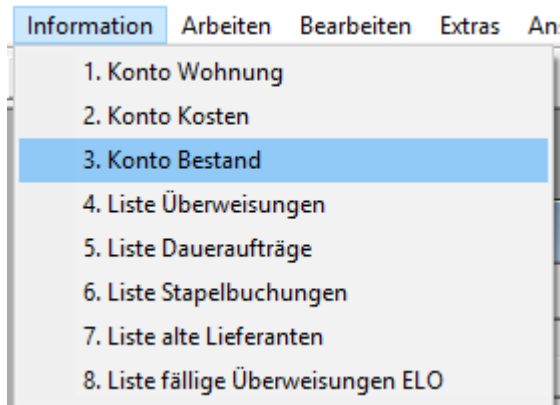 Information Arbeiten Bearbeiten Extras An
1. Konto Wohnung
2. Konto Kosten
3. Konto Bestand
4. Liste Überweisungen
5. Liste Daueraufträge
6. Liste Stapelbuchungen
7. Liste alte Lieferanten
8. Liste fällige Überweisungen ELO